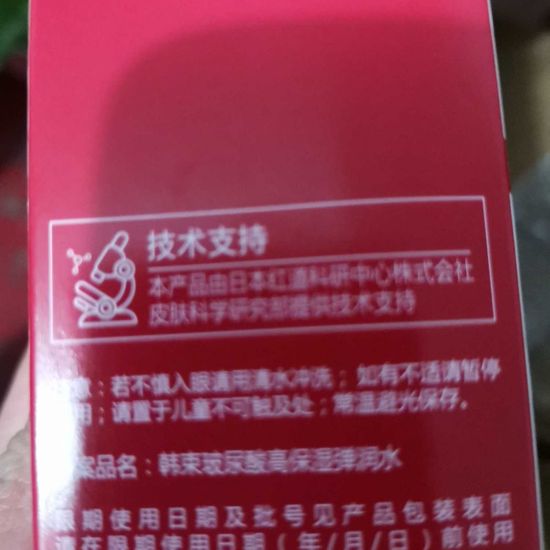 技术支持
本产品由日本红道科研中心株式会社
皮肤科学研究部提供技术支持
意：若不慎入眼请用清水冲洗；如有不适请暂停
用；请置于儿童不可触及处；常温避光保存。
案品名：韩束玻尿酸高保湿弹润水
限期使用日期及批号见产品包装表面
请在限期使用日期（年/月/日）前使用